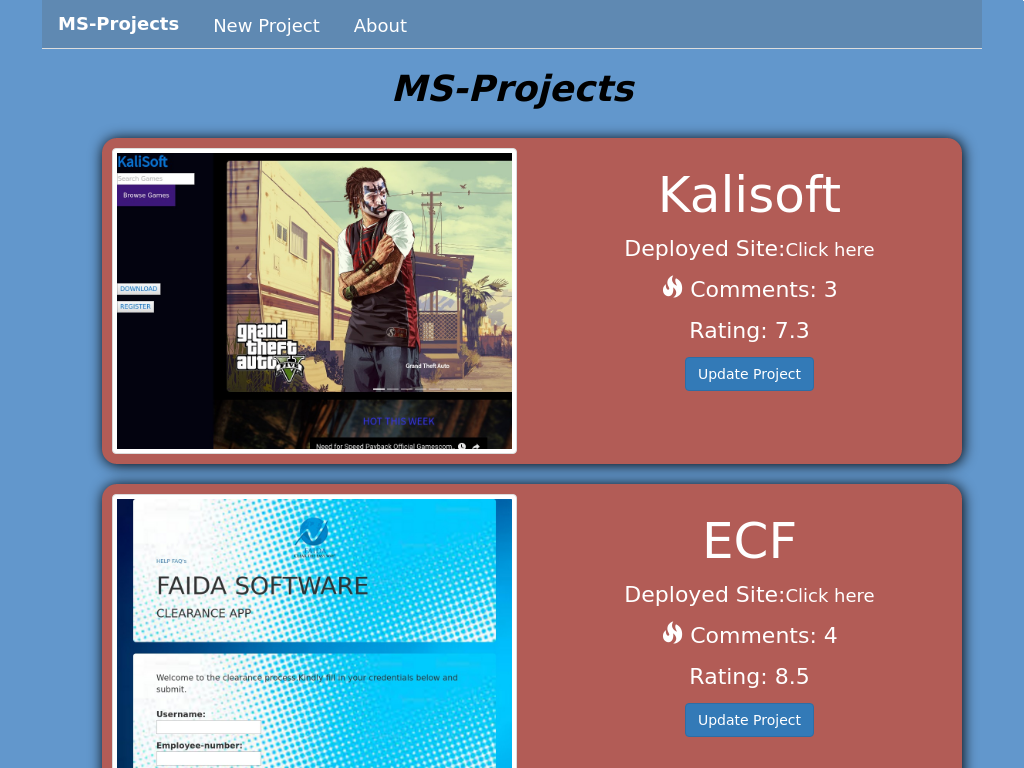 MS-Projects New Project About
MS-Projects
KaliSoft
Search Games
Browse Games
DOWNLOAD
REGISTER
grand
theft
auto
Grand Theft Auto
HOT THIS WEEK
Need for Speed Payback Official Gamescom
Kalisoft
Deployed Site:Click here
Comments: 3
Rating: 7.3
Update Project
HELP FAQ's
FAIDA SOFTWARE
CLEARANCE APP
Welcome to the clearance process.Kindly fill in your credentials below and
submit.
Username:
Employee-number:
ECF
Deployed Site:Click here
Comments: 4
Rating: 8.5
Update Project